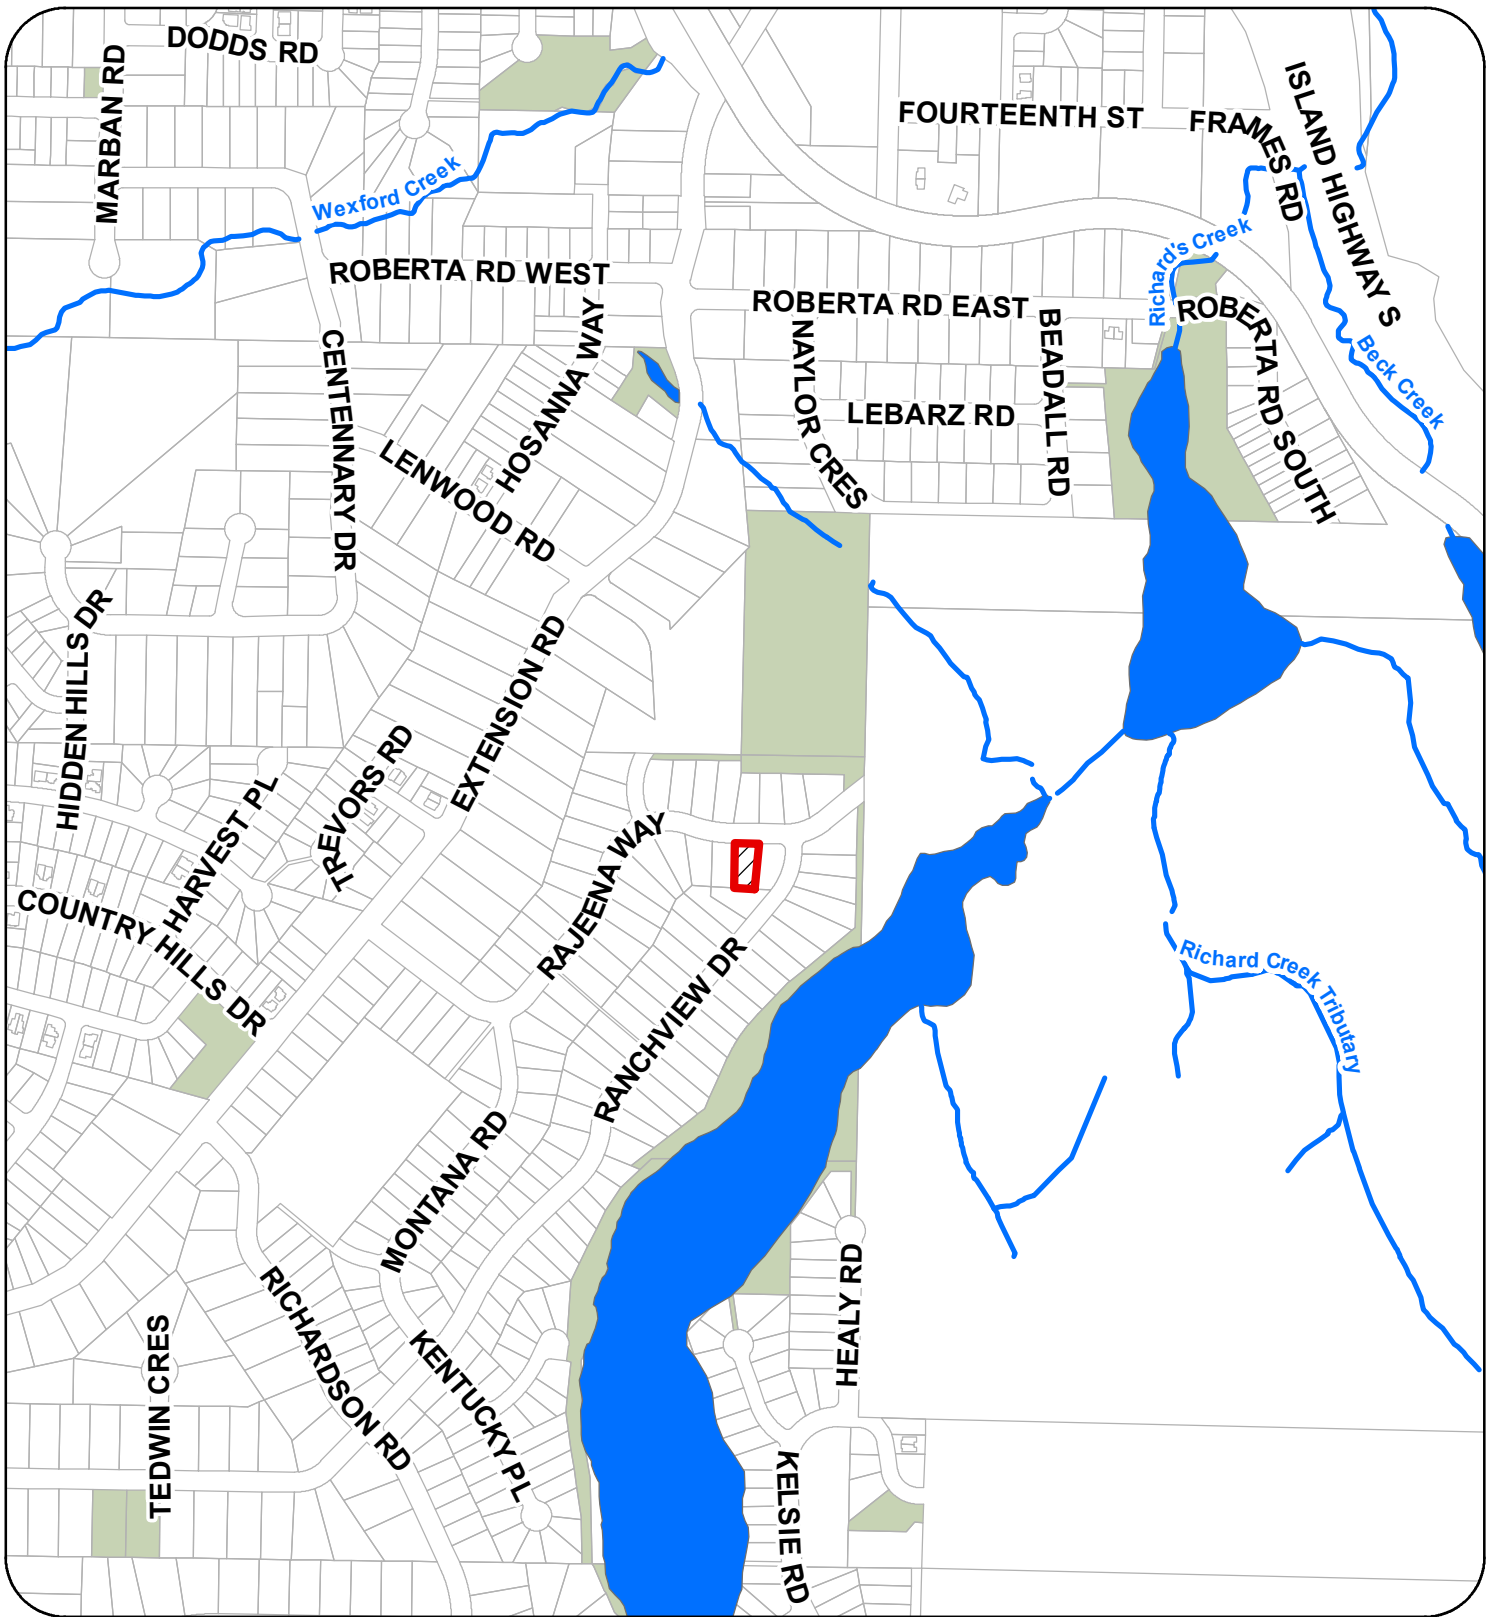 DODDS RD
MARBAN RD
FOURTEENTH ST
FRAMES RD
ISLAND HIGHWAY S
Wexford Creek
Richard's Creek
ROBERTA RD WEST
ROBERTA RD EAST
ROBERTA RD SOUTH
Beck Creek
CENTENNARY DR
HOSANNA WAY
NAYLOR CRES
BEADALL RD
LEBARZ RD
LENWOOD RD
HIDDEN HILLS DR
EXTENSION RD
TREVORS RD
HARVEST PL
RAJEENA WAY
COUNTRY HILLS DR
RANCHVIEW DR
Richard Creek Tributary
MONTANA RD
HEALY RD
RICHARDSON RD
TEDWIN CRES
KENTUCKY PL
KELSIE RD